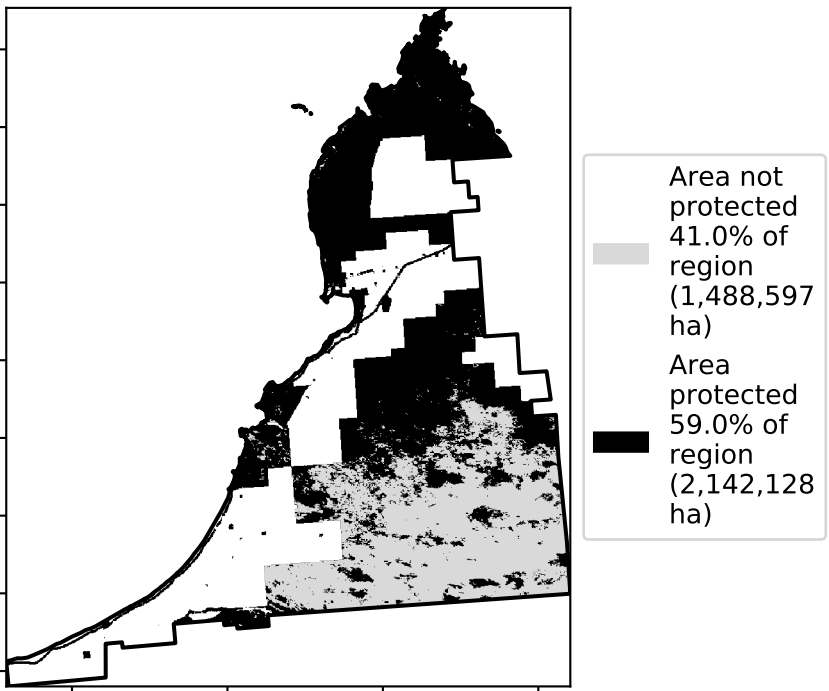 Area not
protected
41.0% of
region
(1,488,597
ha)
Area
protected
59.0% of
region
(2,142,128
ha)